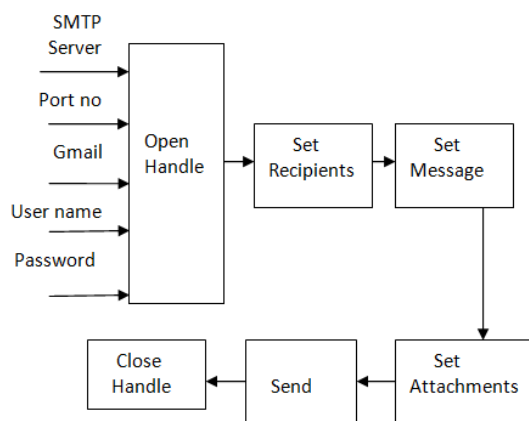 SMTP
Server
Port no
Gmail
User name
Password
Open
Handle
Set
Recipients
Set
Message
Set
Attachments
Send
Close
Handle